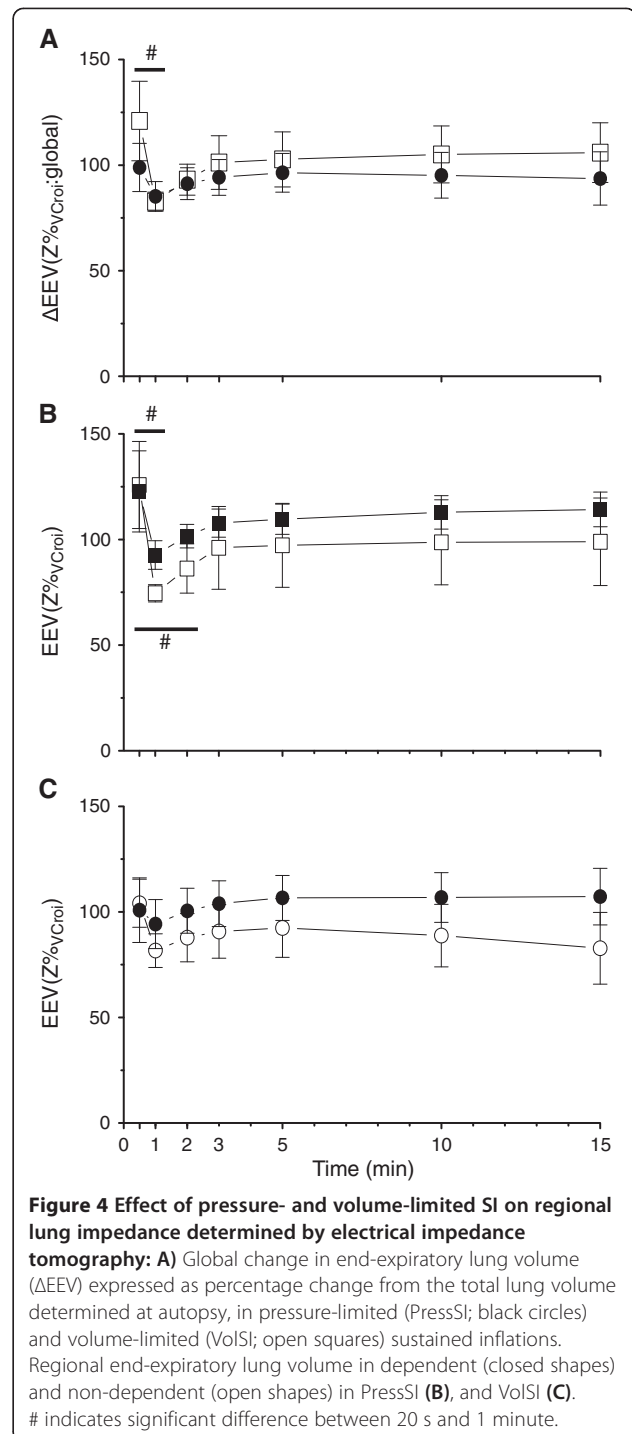 A
#
150
100
50
0
ΔEEV(Z%VCroi;global)
B
#
150
100
50
0
EEV(Z%VCroi)
#
C
150
100
50
0
EEV(Z%VCroi)
0 1 2 3 5 10 15
Time (min)
Figure 4 Effect of pressure- and volume-limited SI on regional
lung impedance determined by electrical impedance
tomography: A) Global change in end-expiratory lung volume
(ΔEEV) expressed as percentage change from the total lung volume
determined at autopsy, in pressure-limited (PressSI; black circles)
and volume-limited (VolSI; open squares) sustained inflations.
Regional end-expiratory lung volume in dependent (closed shapes)
and non-dependent (open shapes) in PressSI (B), and VolSI (C).
# indicates significant difference between 20 s and 1 minute.